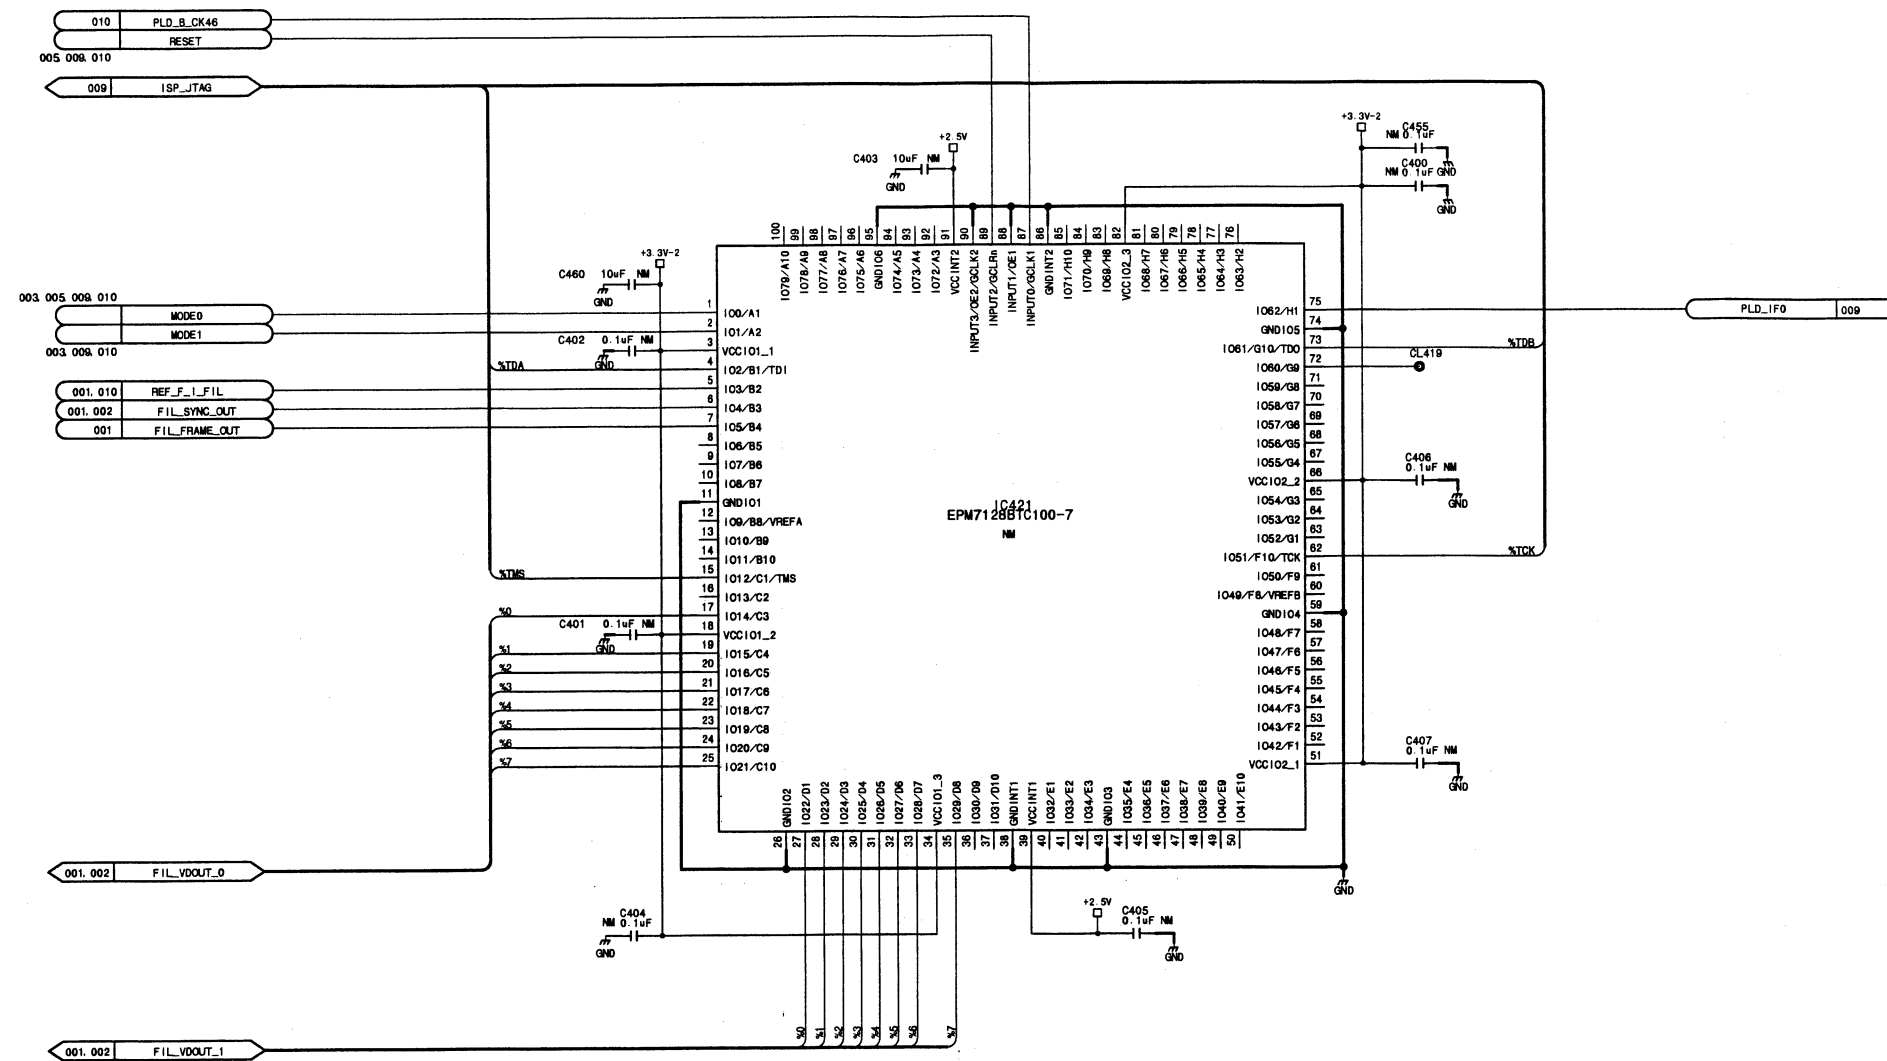 010 PLD_B_CK46
RESET
005 009. 010
009 ISP_JTAG
+3.3V-2
C455
NM 0.1uF
GND
C400
NM 0.1uF
GND
+2.5V
C403 10uF NM
GND
100 99 98 97 96 95 94 93 92 91 90 89 88 87 86 85 84 83 82 81 80 79 78 77 76
IO79/A10
IO78/A9
IO77/A8
IO76/A7
IO75/A6
GNDIO6
IO74/A5
IO73/A4
IO72/A3
VCCINT2
INPUT3/OE2/GCLK2
INPUT2/GCLRn
INPUT1/OE1
INPUT0/GCLK1
GNDINT2
IO71/H10
IO70/H9
IO69/H8
VCCIO2_3
IO68/H7
IO67/H6
IO66/H5
IO65/H4
IO64/H3
IO63/H2
+3.3V-2
C460 10uF NM
GND
003. 005. 009. 010
MODE0
MODE1
003. 009. 010
C402 0.1uF NM
GND
001. 010 REF_F_I_FIL
001. 002 FIL_SYNC_OUT
001 FIL_FRAME_OUT
%TDA
%TMS
C401 0.1uF NM
GND
%0
%1
%2
%3
%4
%5
%6
%7
1 IO0/A1
2 IO1/A2
3 VCCIO1_1
4 IO2/B1/TDI
5 IO3/B2
6 IO4/B3
7 IO5/B4
8 IO6/B5
9 IO7/B6
10 IO8/B7
11 GNDIO1
12 IO9/B8/VREFA
13 IO10/B9
14 IO11/B10
15 IO12/C1/TMS
16 IO13/C2
17 IO14/C3
18 VCCIO1_2
19 IO15/C4
20 IO16/C5
21 IO17/C6
22 IO18/C7
23 IO19/C8
24 IO20/C9
25 IO21/C10
IC421
EPM7128BTC100-7
NM
IO62/H1 75
GNDIO5 74
IO61/G10/TDO 73
IO60/G9 72
IO59/G8 71
IO58/G7 70
IO57/G6 69
IO56/G5 68
IO55/G4 67
VCCIO2_2 66
IO54/G3 65
IO53/G2 64
IO52/G1 63
IO51/F10/TCK 62
IO50/F9 61
IO49/F8/VREFB 60
GNDIO4 59
IO48/F7 58
IO47/F6 57
IO46/F5 56
IO45/F4 55
IO44/F3 54
IO43/F2 53
IO42/F1 52
VCCIO2_1 51
PLD_IF0 009
%TDB
CL419
C406
0.1uF NM
GND
%TCK
C407
0.1uF NM
GND
GNDIO2
IO22/D1
IO23/D2
IO24/D3
IO25/D4
IO26/D5
IO27/D6
IO28/D7
VCCIO1_3
IO29/D8
IO30/D9
IO31/D10
GNDINT1
VCCINT1
IO32/E1
IO33/E2
IO34/E3
GNDIO3
IO35/E4
IO36/E5
IO37/E6
IO38/E7
IO39/E8
IO40/E9
IO41/E10
26 27 28 29 30 31 32 33 34 35 36 37 38 39 40 41 42 43 44 45 46 47 48 49 50
GND
001. 002 FIL_VDOUT_0
C404
NM 0.1uF
GND
+2.5V
C405
0.1uF NM
GND
%0 %1 %2 %3 %4 %5 %6 %7
001. 002 FIL_VDOUT_1